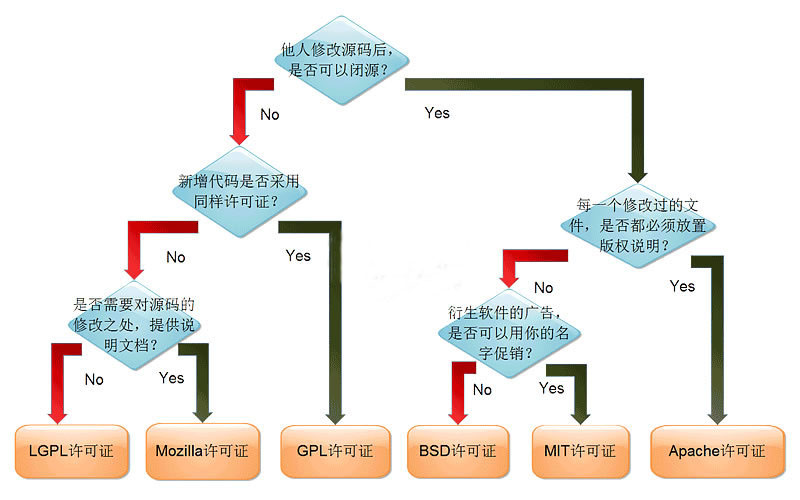 他人修改源码后，
是否可以闭源？
No
Yes
新增代码是否采用
同样许可证？
每一个修改过的文
件，是否都必须放置
版权说明？
No
Yes
No
Yes
是否需要对源码的
修改之处，提供说
明文档？
衍生软件的广告，
是否可以用你的名
字促销？
No
Yes
No
Yes
LGPL许可证
Mozilla许可证
GPL许可证
BSD许可证
MIT许可证
Apache许可证